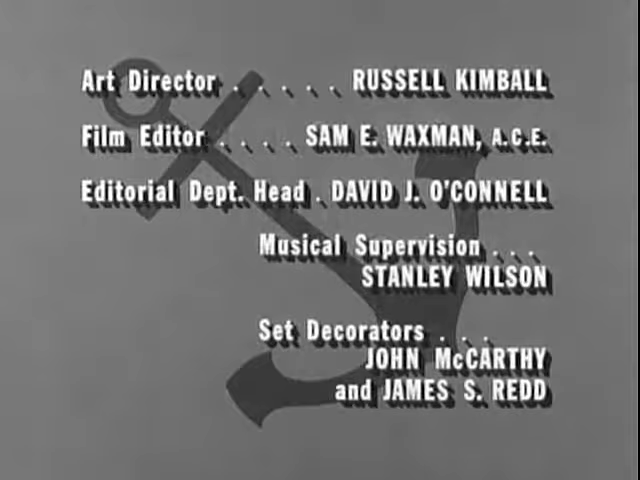 Art Director . . . . . RUSSELL KIMBALL
Film Editor . . . . SAM E. WAXMAN, A.C.E.
Editorial Dept. Head . DAVID J. O'CONNELL
Musical Supervision . . .
STANLEY WILSON
Set Decorators . . .
JOHN McCARTHY
and JAMES S. REDD